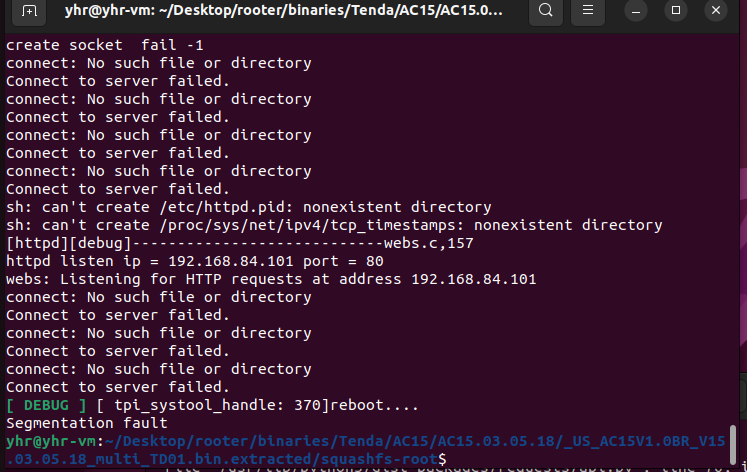 yhr@yhr-vm: ~/Desktop/rooter/binaries/Tenda/AC15/AC15.0...
create socket  fail -1
connect: No such file or directory
Connect to server failed.
connect: No such file or directory
Connect to server failed.
connect: No such file or directory
Connect to server failed.
connect: No such file or directory
Connect to server failed.
sh: can't create /etc/httpd.pid: nonexistent directory
sh: can't create /proc/sys/net/ipv4/tcp_timestamps: nonexistent directory
[httpd][debug]----------------------------webs.c,157
httpd listen ip = 192.168.84.101 port = 80
webs: Listening for HTTP requests at address 192.168.84.101
connect: No such file or directory
Connect to server failed.
connect: No such file or directory
Connect to server failed.
connect: No such file or directory
Connect to server failed.
[ DEBUG ] [ tpi_systool_handle: 370]reboot....
Segmentation fault
yhr@yhr-vm:~/Desktop/rooter/binaries/Tenda/AC15/AC15.03.05.18/_US_AC15V1.0BR_V15
.03.05.18_multi_TD01.bin.extracted/squashfs-root$